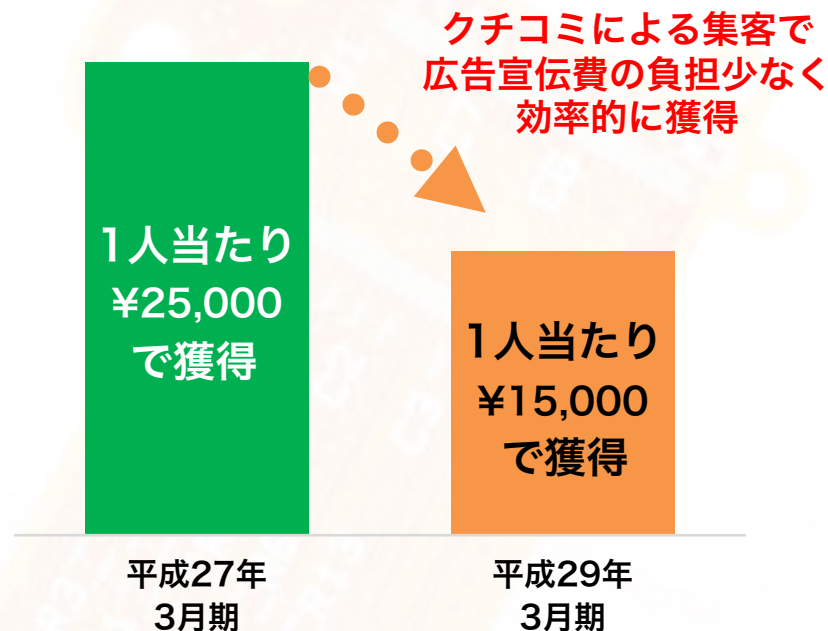 クチコミによる集客で
広告宣伝費の負担少なく
効率的に獲得
1人当たり
¥25,000
で獲得
1人当たり
¥15,000
で獲得
平成27年
3月期
平成29年
3月期